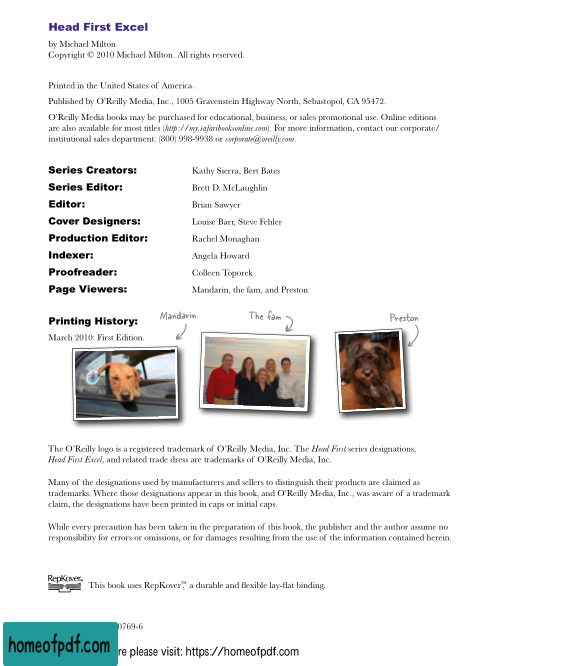 Head First Excel
by Michael Milton
Copyright © 2010 Michael Milton. All rights reserved.
Printed in the United States of America.
Published by O'Reilly Media, Inc., 1005 Gravenstein Highway North, Sebastopol, CA 95472.
O'Reilly Media books may be purchased for educational, business, or sales promotional use. Online editions
are also available for most titles (http://my.safaribooksonline.com). For more information, contact our corporate/
institutional sales department: (800) 998-9938 or corporate@oreilly.com.
Series Creators: Kathy Sierra, Bert Bates
Series Editor: Brett D. McLaughlin
Editor: Brian Sawyer
Cover Designers: Louise Barr, Steve Fehler
Production Editor: Rachel Monaghan
Indexer: Angela Howard
Proofreader: Colleen Toporek
Page Viewers: Mandarin, the fam, and Preston
Printing History:
March 2010: First Edition.
Mandarin
The fam
Preston
The O'Reilly logo is a registered trademark of O'Reilly Media, Inc. The Head First series designations,
Head First Excel, and related trade dress are trademarks of O'Reilly Media, Inc.
Many of the designations used by manufacturers and sellers to distinguish their products are claimed as
trademarks. Where those designations appear in this book, and O'Reilly Media, Inc., was aware of a trademark
claim, the designations have been printed in caps or initial caps.
While every precaution has been taken in the preparation of this book, the publisher and the author assume no
responsibility for errors or omissions, or for damages resulting from the use of the information contained herein.
RepKover™
This book uses RepKover™, a durable and flexible lay-flat binding.
0769-6
homeofpdf.com
re please visit: https://homeofpdf.com